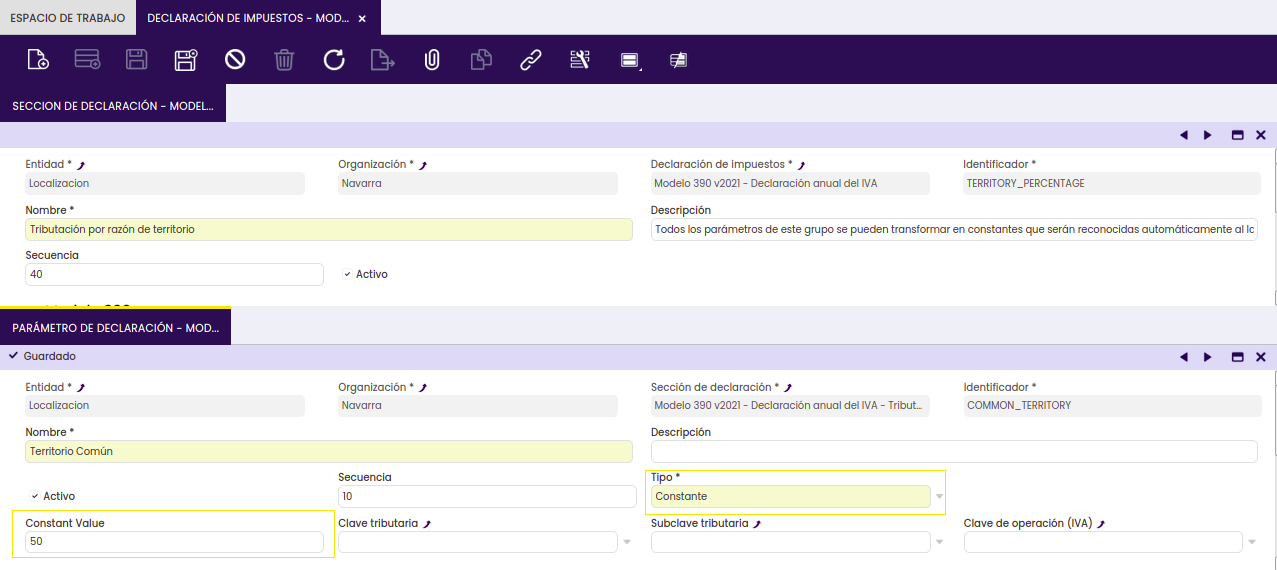 ESPACIO DE TRABAJO DECLARACIÓN DE IMPUESTOS - MOD... ×
SECCION DE DECLARACIÓN - MODEL...
Entidad * Organización * Declaración de impuestos * Identificador *
Localizacion Navarra Modelo 390 v2021 - Declaración anual del IVA TERRITORY_PERCENTAGE
Nombre * Descripción
Tributación por razón de territorio Todos los parámetros de este grupo se pueden transformar en constantes que serán reconocidas automáticamente al
Secuencia
40 Activo
PARÁMETRO DE DECLARACIÓN - MOD...
Guardado
Entidad * Organización * Sección de declaración * Identificador *
Localizacion Navarra Modelo 390 v2021 - Declaración anual del IVA - Tribut... COMMON_TERRITORY
Nombre * Descripción
Territorio Común
Secuencia Tipo *
Activo 10 Constante
Constant Value Clave tributaria Subclave tributaria Clave de operación (IVA)
50